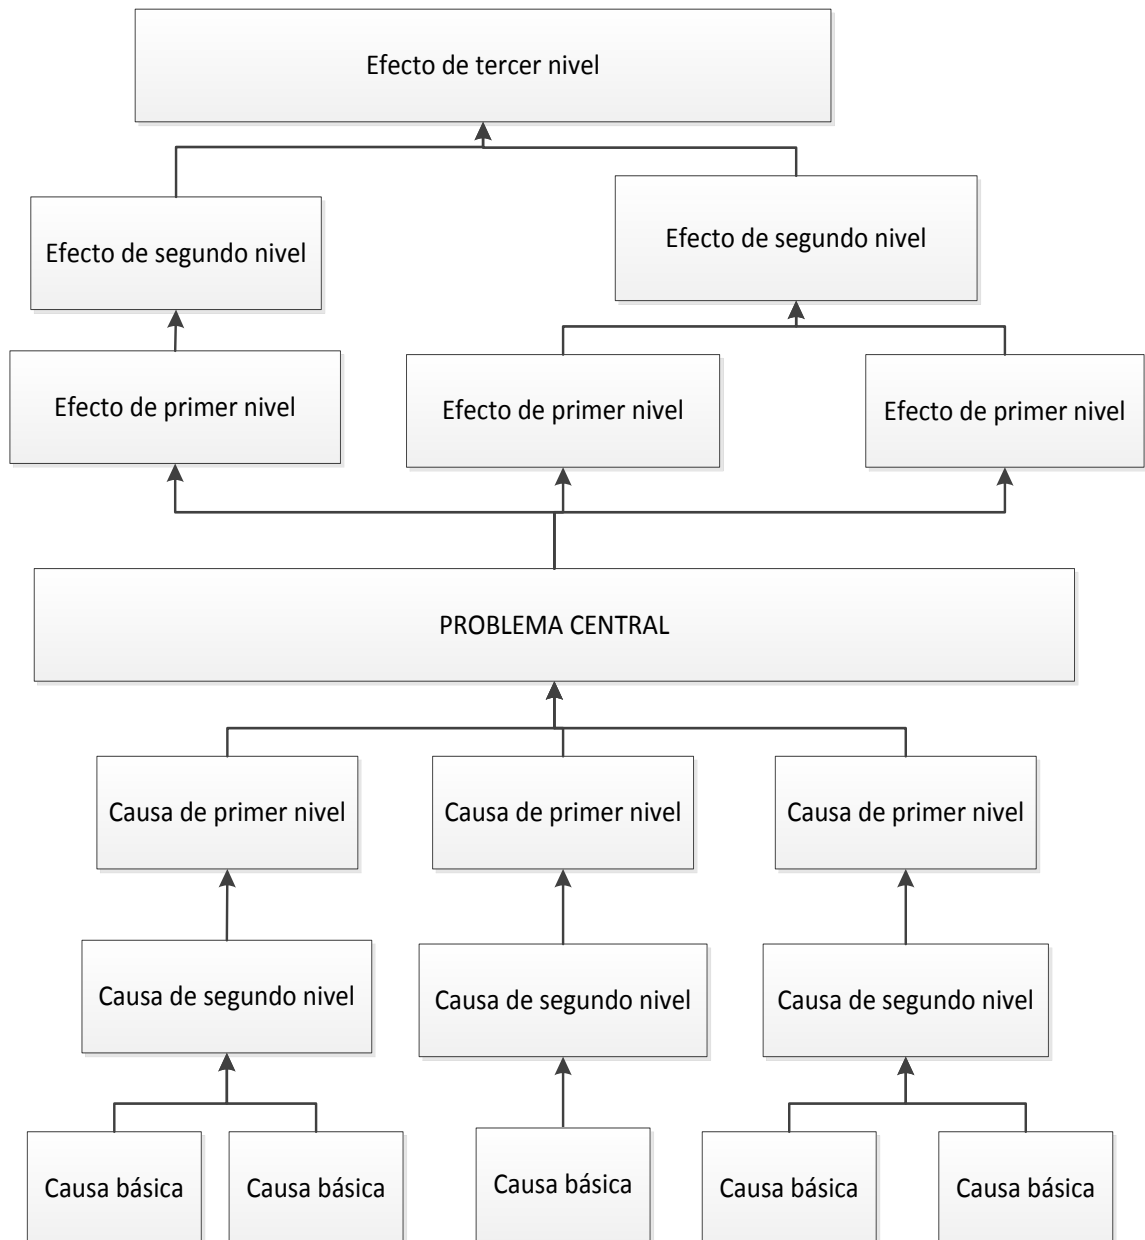 Efecto de tercer nivel
Efecto de segundo nivel
Efecto de segundo nivel
Efecto de primer nivel
Efecto de primer nivel
Efecto de primer nivel
PROBLEMA CENTRAL
Causa de primer nivel
Causa de primer nivel
Causa de primer nivel
Causa de segundo nivel
Causa de segundo nivel
Causa de segundo nivel
Causa básica
Causa básica
Causa básica
Causa básica
Causa básica